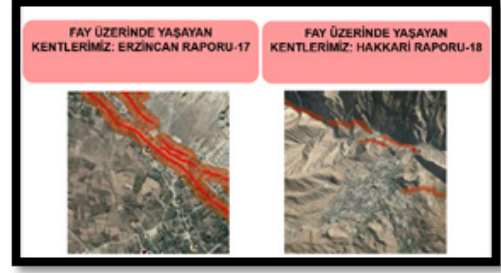 FAY ÜZERİNDE YAŞAYAN
KENTLERİMİZ: ERZİNCAN RAPORU-17
FAY ÜZERİNDE YAŞAYAN
KENTLERİMİZ: HAKKARİ RAPORU-18